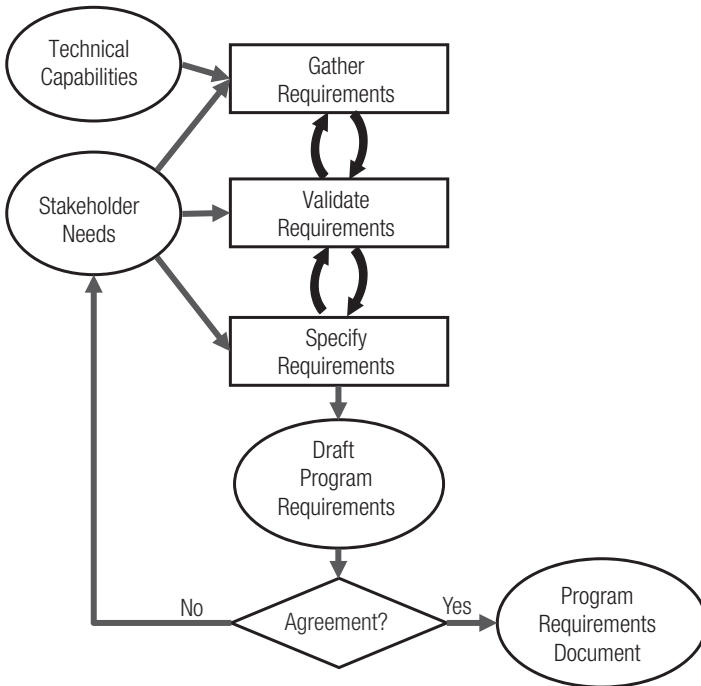 Technical
Capabilities
Gather
Requirements
Stakeholder
Needs
Validate
Requirements
Specify
Requirements
Draft
Program
Requirements
No
Agreement?
Yes
Program
Requirements
Document